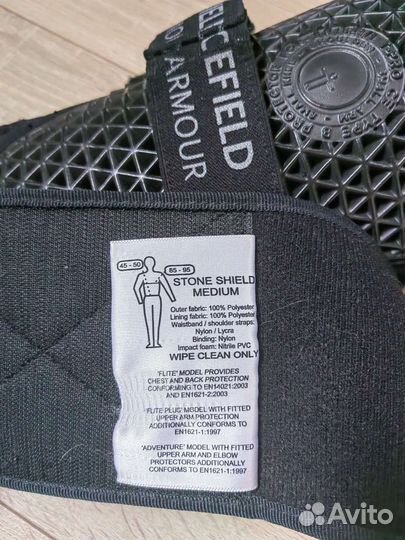 FIELD
ARMOUR
TYPE B
45 - 50
85 - 95
STONE SHIELD
MEDIUM
Outer fabric: 100% Polyester
Lining fabric: 100% Polyester
Waistband / shoulder straps:
Nylon / Lycra
Binding: Nylon
Impact foam: Nitrile PVC
WIPE CLEAN ONLY
'FLITE' MODEL PROVIDES
CHEST AND BACK PROTECTION
CONFORMING TO EN14021:2003
AND EN1621-2:2003
'FLITE PLUS' MODEL WITH FITTED
UPPER ARM PROTECTION
ADDITIONALLY CONFORMS TO
EN1621-1:1997
'ADVENTURE' MODEL WITH FITTED
UPPER ARM AND ELBOW
PROTECTORS ADDITIONALLY
CONFORMS TO EN1621-1:1997
Avito